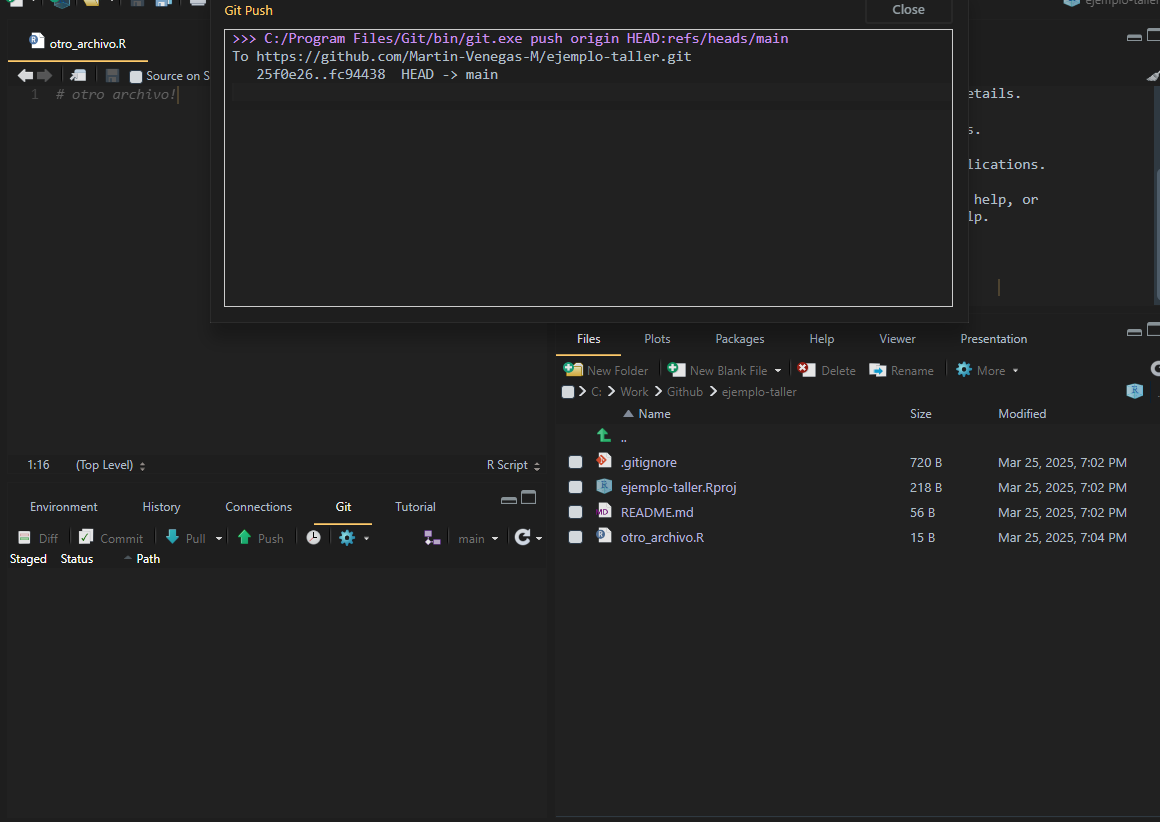 Git Push
Close
ejemplo-taller
>>> C:/Program Files/Git/bin/git.exe push origin HEAD:refs/heads/main
To https://github.com/Martin-Venegas-M/ejemplo-taller.git
25f0e26..fc94438 HEAD -> main
otro_archivo.R
Source on S
1 # otro archivo!
etails.
s.
lications.
help, or
lp.
1:16 (Top Level) R Script
Files Plots Packages Help Viewer Presentation
New Folder New Blank File Delete Rename More
C: Work Github ejemplo-taller
Name Size Modified
..
.gitignore 720 B Mar 25, 2025, 7:02 PM
ejemplo-taller.Rproj 218 B Mar 25, 2025, 7:02 PM
README.md 56 B Mar 25, 2025, 7:02 PM
otro_archivo.R 15 B Mar 25, 2025, 7:04 PM
Environment History Connections Git Tutorial
Diff Commit Pull Push main
Staged Status Path